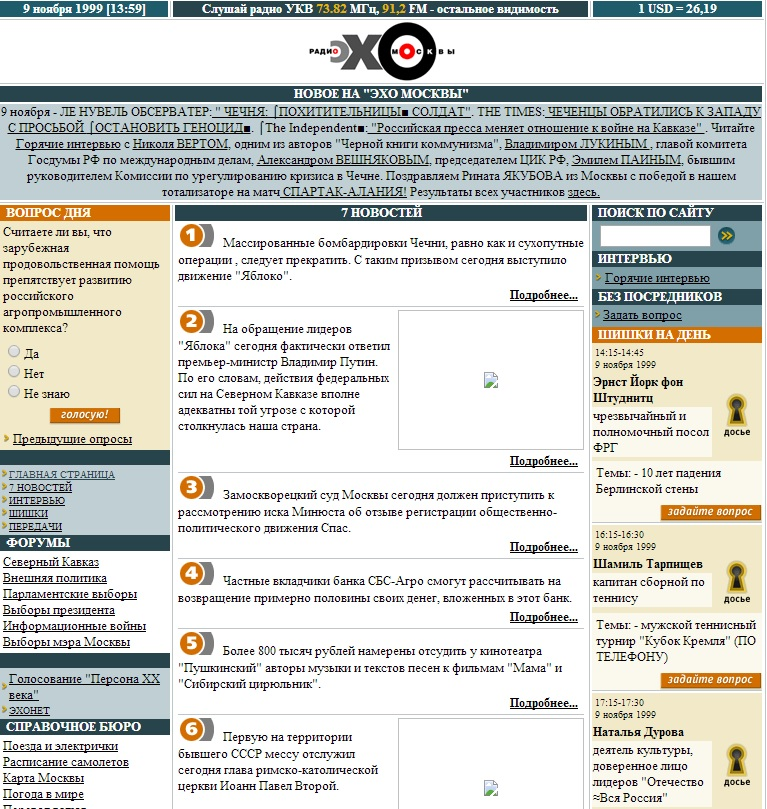 9 ноября 1999 [13:59]
Слушай радио УКВ 73.82 МГц, 91,2 FM - остальное видимость
1 USD = 26,19
РАДИО ЭХО МОСКВЫ
НОВОЕ НА "ЭХО МОСКВЫ"
9 ноября - ЛЕ НУВЕЛЬ ОБСЕРВАТЕР: " ЧЕЧНЯ: ⌠ПОХИТИТЕЛЬНИЦЫ■ СОЛДАТ". THE TIMES: ЧЕЧЕНЦЫ ОБРАТИЛИСЬ К ЗАПАДУ
С ПРОСЬБОЙ ⌠ОСТАНОВИТЬ ГЕНОЦИД■. ⌠The Independent■: "Российская пресса меняет отношение к войне на Кавказе" . Читайте
Горячие интервью с Николя ВЕРТОМ, одним из авторов "Черной книги коммунизма", Владимиром ЛУКИНЫМ , главой комитета
Госдумы РФ по международным делам, Александром ВЕШНЯКОВЫМ, председателем ЦИК РФ, Эмилем ПАИНЫМ, бывшим
руководителем Комиссии по урегулированию кризиса в Чечне. Поздравляем Рината ЯКУБОВА из Москвы с победой в нашем
тотализаторе на матч СПАРТАК-АЛАНИЯ! Результаты всех участников здесь.
ВОПРОС ДНЯ
Считаете ли вы, что
зарубежная
продовольственная помощь
препятствует развитию
российского
агропромышленного
комплекса?
Да
Нет
Не знаю
голосую!
Предыдущие опросы
ГЛАВНАЯ СТРАНИЦА
7 НОВОСТЕЙ
ИНТЕРВЬЮ
ШИШКИ
ПЕРЕДАЧИ
ФОРУМЫ
Северный Кавказ
Внешняя политика
Парламентские выборы
Выборы президента
Информационные войны
Выборы мэра Москвы
Голосование "Персона XX
века"
ЭХОНЕТ
СПРАВОЧНОЕ БЮРО
Поезда и электрички
Расписание самолетов
Карта Москвы
Погода в мире
7 НОВОСТЕЙ
1 Массированные бомбардировки Чечни, равно как и сухопутные
операции , следует прекратить. С таким призывом сегодня выступило
движение "Яблоко".
Подробнее...
2 На обращение лидеров
"Яблока" сегодня фактически ответил
премьер-министр Владимир Путин.
По его словам, действия федеральных
сил на Северном Кавказе вполне
адекватны той угрозе с которой
столкнулась наша страна.
Подробнее...
3 Замоскворецкий суд Москвы сегодня должен приступить к
рассмотрению иска Минюста об отзыве регистрации общественно-
политического движения Спас.
Подробнее...
4 Частные вкладчики банка СБС-Агро смогут рассчитывать на
возвращение примерно половины своих денег, вложенных в этот банк.
Подробнее...
5 Более 800 тысяч рублей намерены отсудить у кинотеатра
"Пушкинский" авторы музыки и текстов песен к фильмам "Мама" и
"Сибирский цирюльник".
Подробнее...
6 Первую на территории
бывшего СССР мессу отслужил
сегодня глава римско-католической
церкви Иоанн Павел Второй.
ПОИСК ПО САЙТУ
ИНТЕРВЬЮ
Горячие интервью
БЕЗ ПОСРЕДНИКОВ
Задать вопрос
ШИШКИ НА ДЕНЬ
14:15-14:45
9 ноября 1999
Эрнст Йорк фон
Штуднитц
чрезвычайный и
полномочный посол
ФРГ
досье
Темы: - 10 лет падения
Берлинской стены
задайте вопрос
16:15-16:30
9 ноября 1999
Шамиль Тарпищев
капитан сборной по
теннису
досье
Темы: - мужской теннисный
турнир "Кубок Кремля" (ПО
ТЕЛЕФОНУ)
задайте вопрос
17:15-17:30
9 ноября 1999
Наталья Дурова
деятель культуры,
доверенное лицо
лидеров "Отечество
≈Вся Россия"
досье